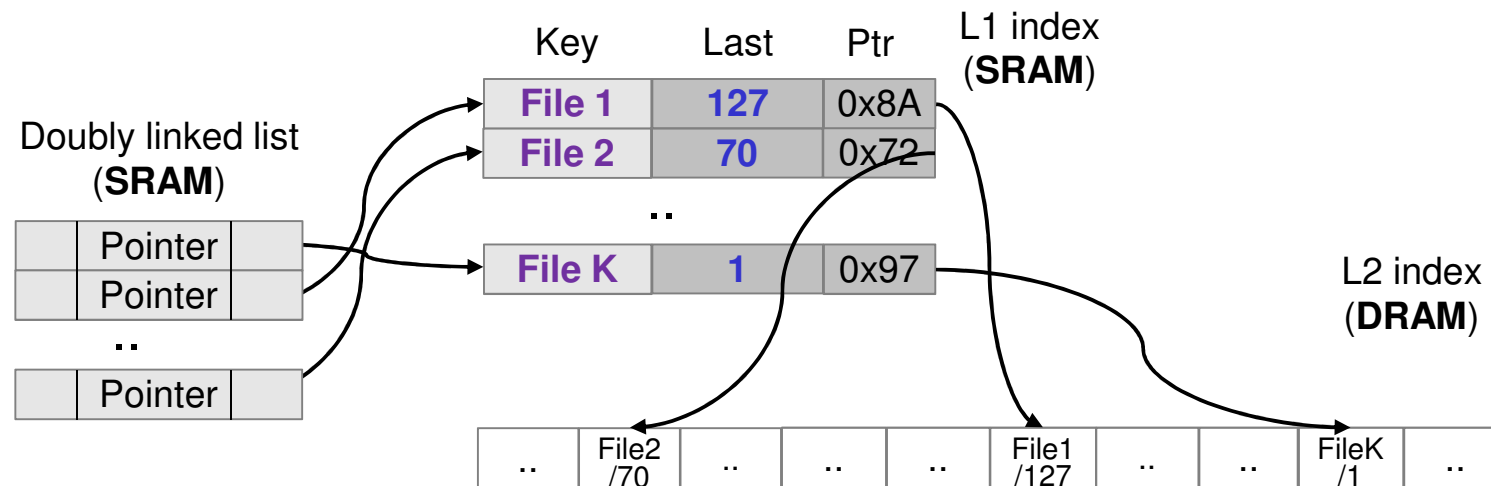 Key Last Ptr
L1 index
(SRAM)
Doubly linked list
(SRAM)
File 1 127 0x8A
File 2 70 0x72
..
File K 1 0x97
Pointer
Pointer
..
Pointer
L2 index
(DRAM)
.. File2 .. .. .. File1 .. .. FileK ..
/70 /127 /1